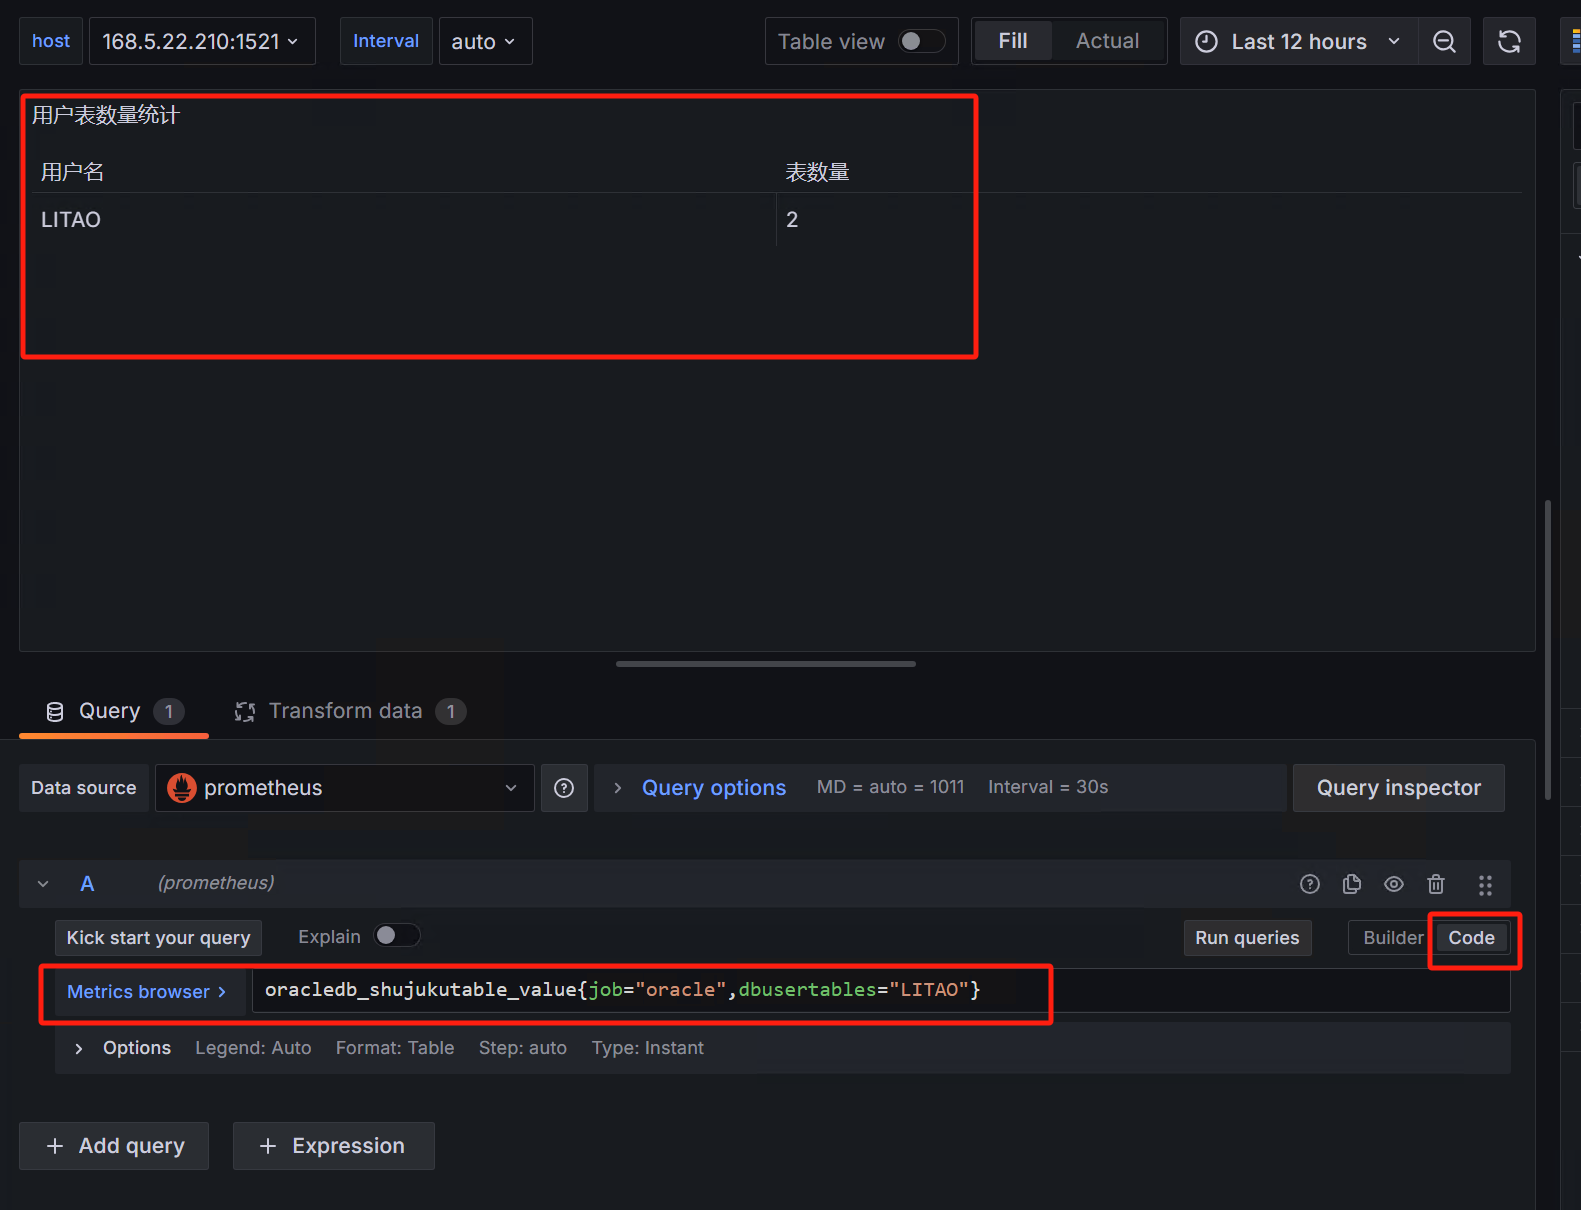 host 168.5.22.210:1521 Interval auto Table view Fill Actual Last 12 hours
用户表数量统计
用户名 表数量
LITAO 2
Query 1 Transform data 1
Data source prometheus Query options MD = auto = 1011 Interval = 30s Query inspector
A (prometheus)
Kick start your query Explain Run queries Builder Code
Metrics browser > oracledb_shujukutable_value{job="oracle",dbusertables="LITAO"}
> Options Legend: Auto Format: Table Step: auto Type: Instant
+ Add query + Expression